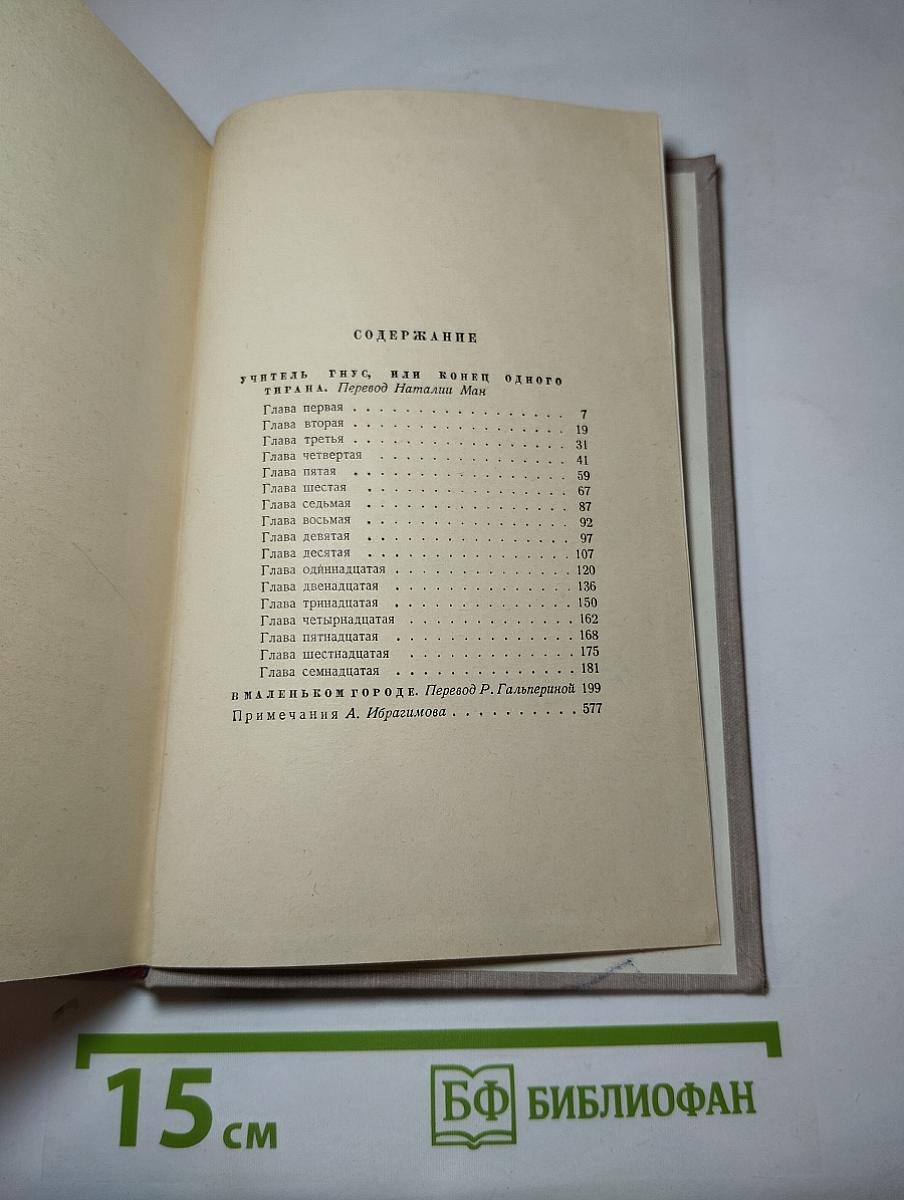 СОДЕРЖАНИЕ
УЧИТЕЛЬ ГНУС, ИЛИ КОНЕЦ ОДНОГО
ТИРАНА. Перевод Наталии Ман
Глава первая . . . . . . . . . . . . . . 7
Глава вторая . . . . . . . . . . . . . . 19
Глава третья . . . . . . . . . . . . . . 31
Глава четвертая . . . . . . . . . . . . 41
Глава пятая . . . . . . . . . . . . . . 59
Глава шестая . . . . . . . . . . . . . 67
Глава седьмая . . . . . . . . . . . . . 87
Глава восьмая . . . . . . . . . . . . . 92
Глава девятая . . . . . . . . . . . . . 97
Глава десятая . . . . . . . . . . . . . 107
Глава одиннадцатая . . . . . . . . . . . 120
Глава двенадцатая . . . . . . . . . . . 136
Глава тринадцатая . . . . . . . . . . . 150
Глава четырнадцатая . . . . . . . . . . 162
Глава пятнадцатая . . . . . . . . . . . 168
Глава шестнадцатая . . . . . . . . . . 175
Глава семнадцатая . . . . . . . . . . . 181
В МАЛЕНЬКОМ ГОРОДЕ. Перевод Р. Гальпериной 199
Примечания А. Ибрагимова . . . . . . . . . . 577
15 см
БФ БИБЛИОФАН